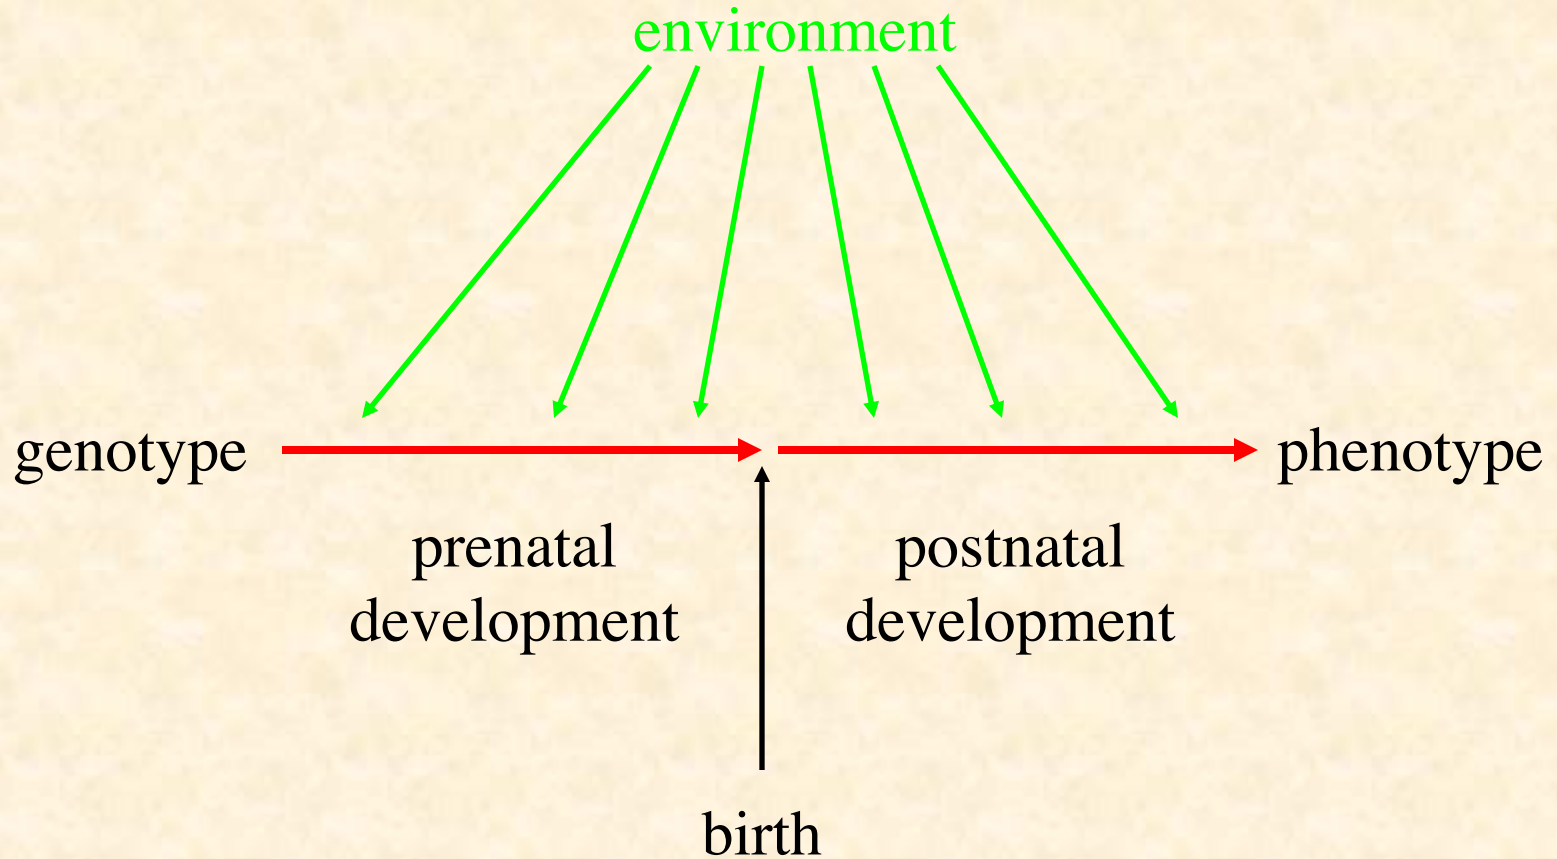 environment
genotype
phenotype
prenatal
development
postnatal
development
birth